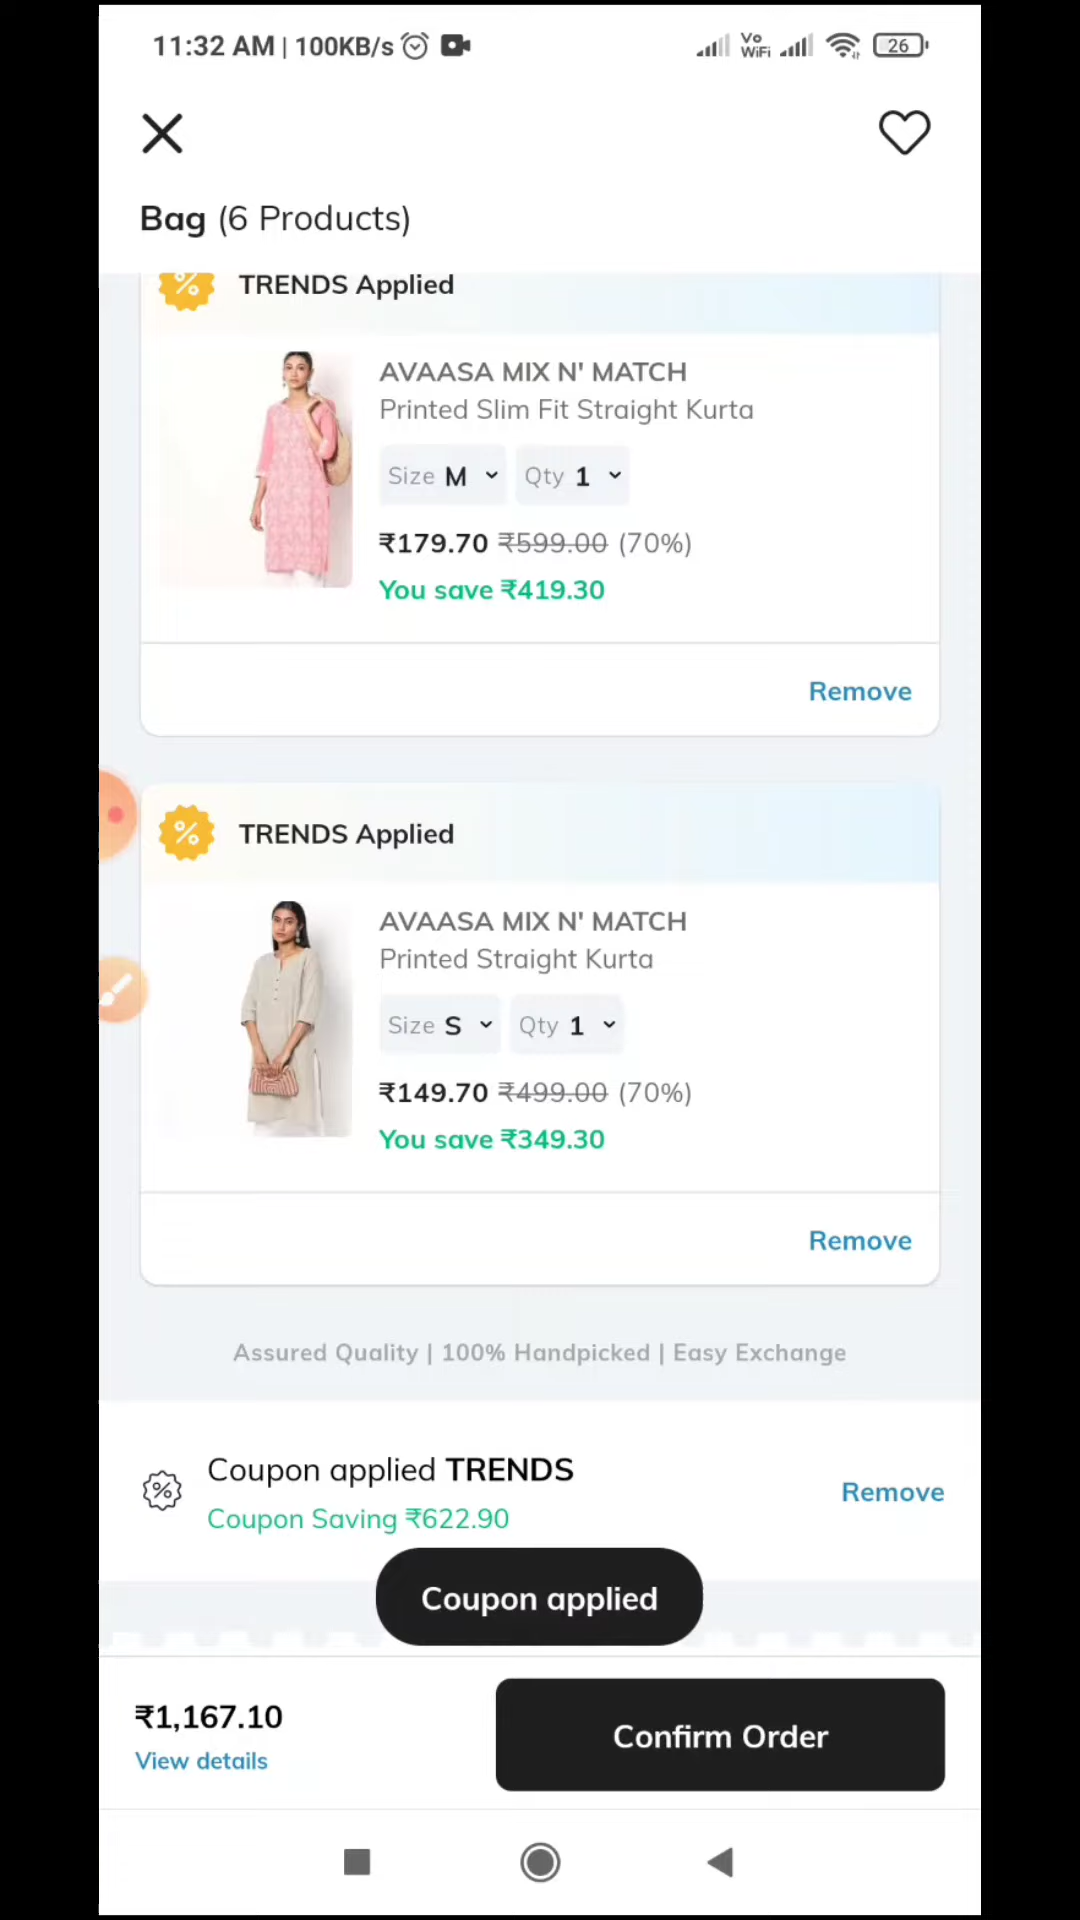 11:32 AM | 100KB/s
Vo WiFi
26
Bag (6 Products)
TRENDS Applied
AVAASA MIX N' MATCH
Printed Slim Fit Straight Kurta
Size M Qty 1
₹179.70 ₹599.00 (70%)
You save ₹419.30
Remove
TRENDS Applied
AVAASA MIX N' MATCH
Printed Straight Kurta
Size S Qty 1
₹149.70 ₹499.00 (70%)
You save ₹349.30
Remove
Assured Quality | 100% Handpicked | Easy Exchange
Coupon applied TRENDS
Coupon Saving ₹622.90
Remove
Coupon applied
₹1,167.10
View details
Confirm Order